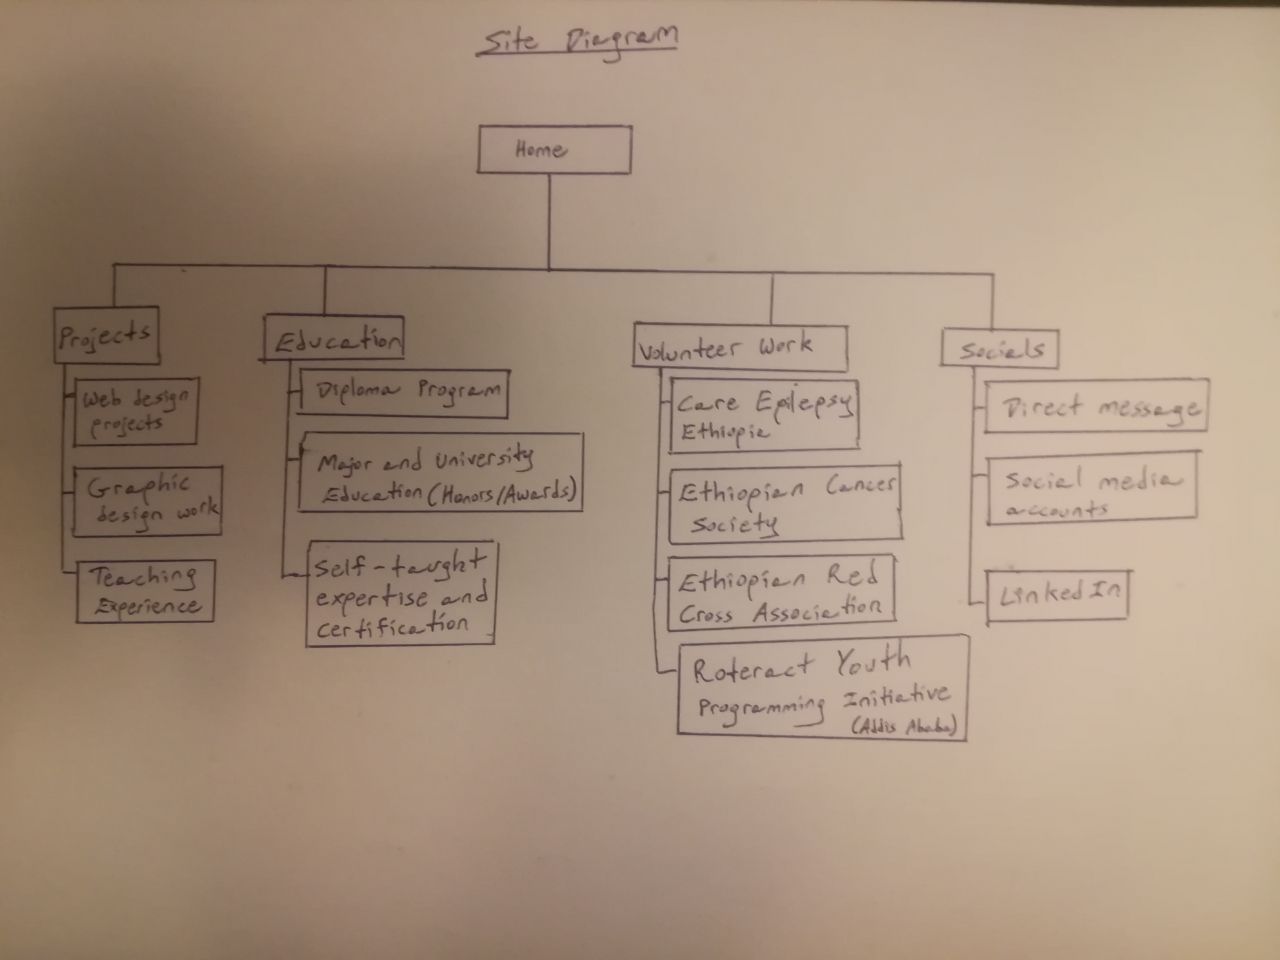 Site Diagram
Home
Projects
Web design
projects
Graphic
design work
Teaching
Experience
Education
Diploma Program
Major and University
Education (Honors/Awards)
Self-taught
expertise and
certification
Volunteer Work
Care Epilepsy
Ethiopia
Ethiopian Cancer
Society
Ethiopian Red
Cross Association
Roteract Youth
Programming Initiative
(Addis Ababa)
Socials
Direct message
Social media
accounts
LinkedIn